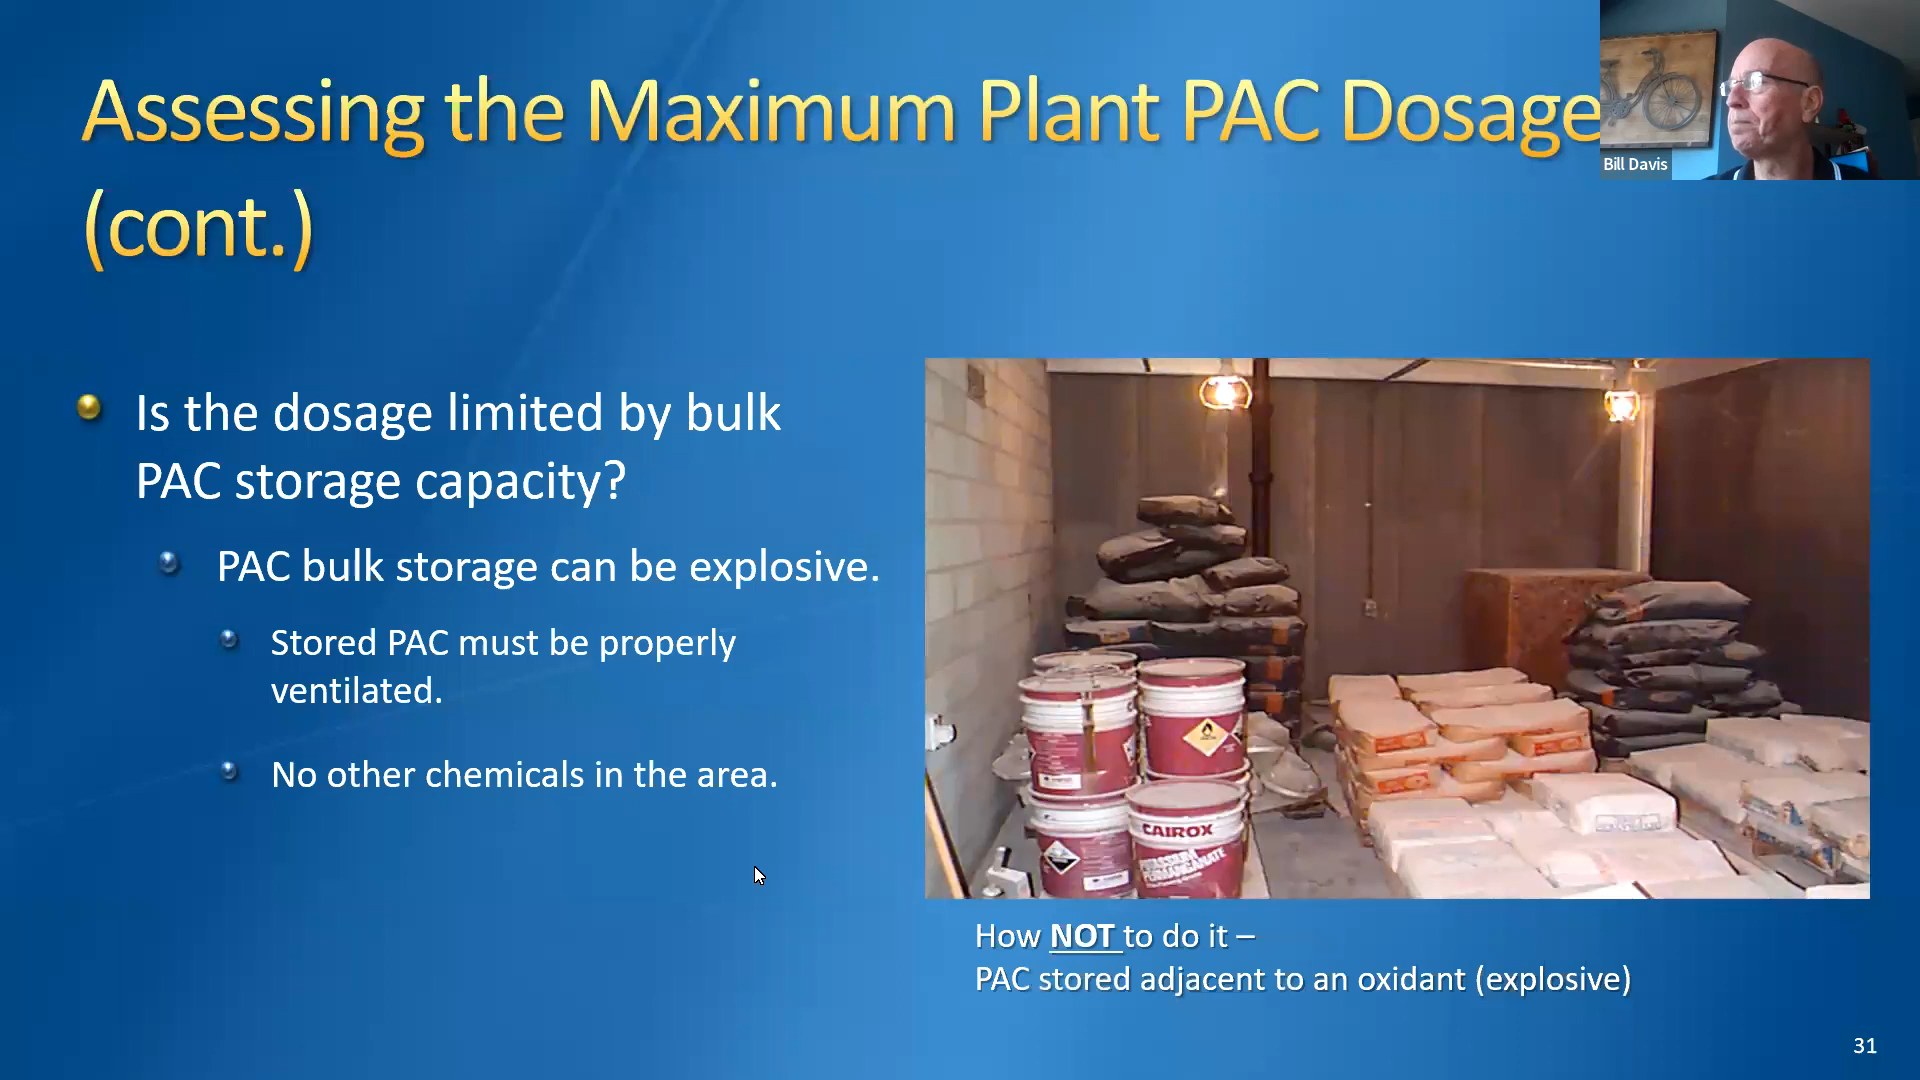 Assessing the Maximum Plant PAC Dosage
(cont.)
Bill Davis
Is the dosage limited by bulk
PAC storage capacity?
PAC bulk storage can be explosive.
Stored PAC must be properly
ventilated.
No other chemicals in the area.
CAIROX
How NOT to do it –
PAC stored adjacent to an oxidant (explosive)
31